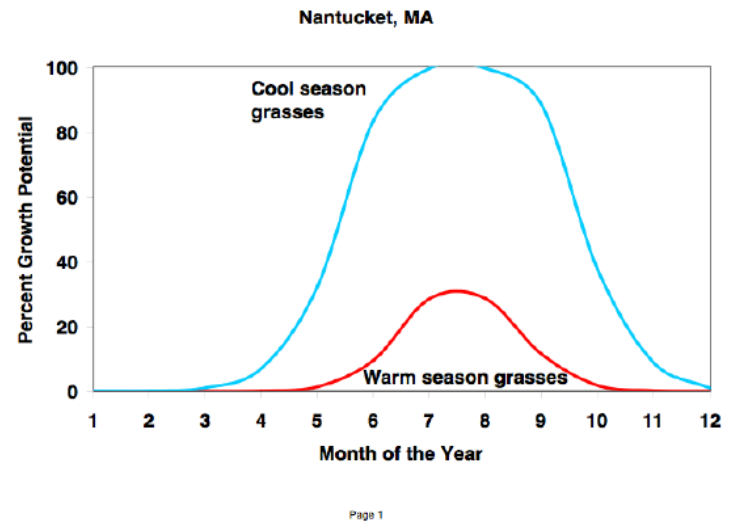 Nantucket, MA
100
Cool season
grasses
80
60
40
20
0
Percent Growth Potential
Warm season grasses
1 2 3 4 5 6 7 8 9 10 11 12
Month of the Year
Page 1